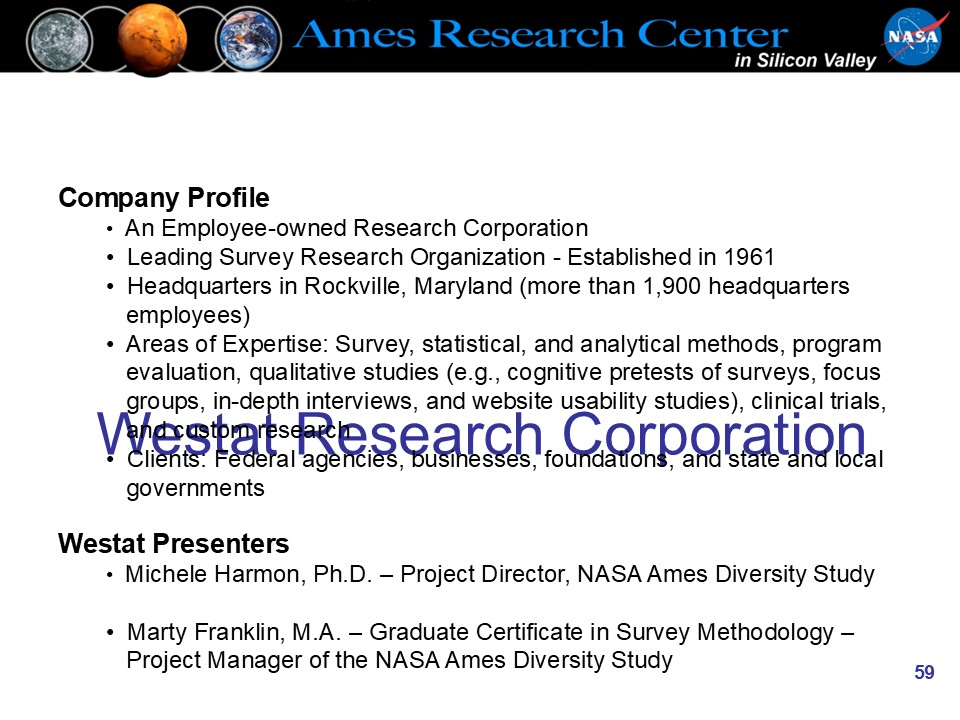 Ames Research Center
in Silicon Valley
NASA
Company Profile
• An Employee-owned Research Corporation
• Leading Survey Research Organization - Established in 1961
• Headquarters in Rockville, Maryland (more than 1,900 headquarters
employees)
• Areas of Expertise: Survey, statistical, and analytical methods, program
evaluation, qualitative studies (e.g., cognitive pretests of surveys, focus
groups, in-depth interviews, and website usability studies), clinical trials,
and custom research
Westat Research Corporation
• Clients: Federal agencies, businesses, foundations, and state and local
governments
Westat Presenters
• Michele Harmon, Ph.D. – Project Director, NASA Ames Diversity Study
• Marty Franklin, M.A. – Graduate Certificate in Survey Methodology –
Project Manager of the NASA Ames Diversity Study
59